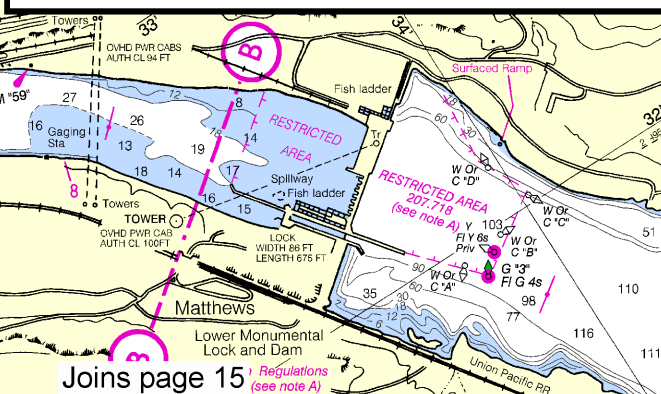 Towers
33
34'
OVHD PWR CABS
AUTH CL 94 FT
B
Surfaced Ramp
Fish ladder
M "59"
27
12
8
18
60
30
32
26
16
Gaging
Sta
18
14
RESTRICTED
AREA
Tr
60
13
19
W Or
C "D"
18
14
17
Spillway
RESTRICTED AREA
207.718
(see note A)
8
16
15
Fish ladder
W Or
C "C"
Towers
TOWER
Y
Fl Y 6s
Priv
103
51
OVHD PWR CAB
AUTH CL 100FT
LOCK
WIDTH 86 FT
LENGTH 675 FT
W Or
C "B"
90
60
W Or
C "A"
G "3"
Fl G 4s
35
30
18
6
12
98
110
Matthews
77
Lower Monumental
Lock and Dam
116
111
B
Union Pacific RR
Joins page 15
Regulations
(see note A)